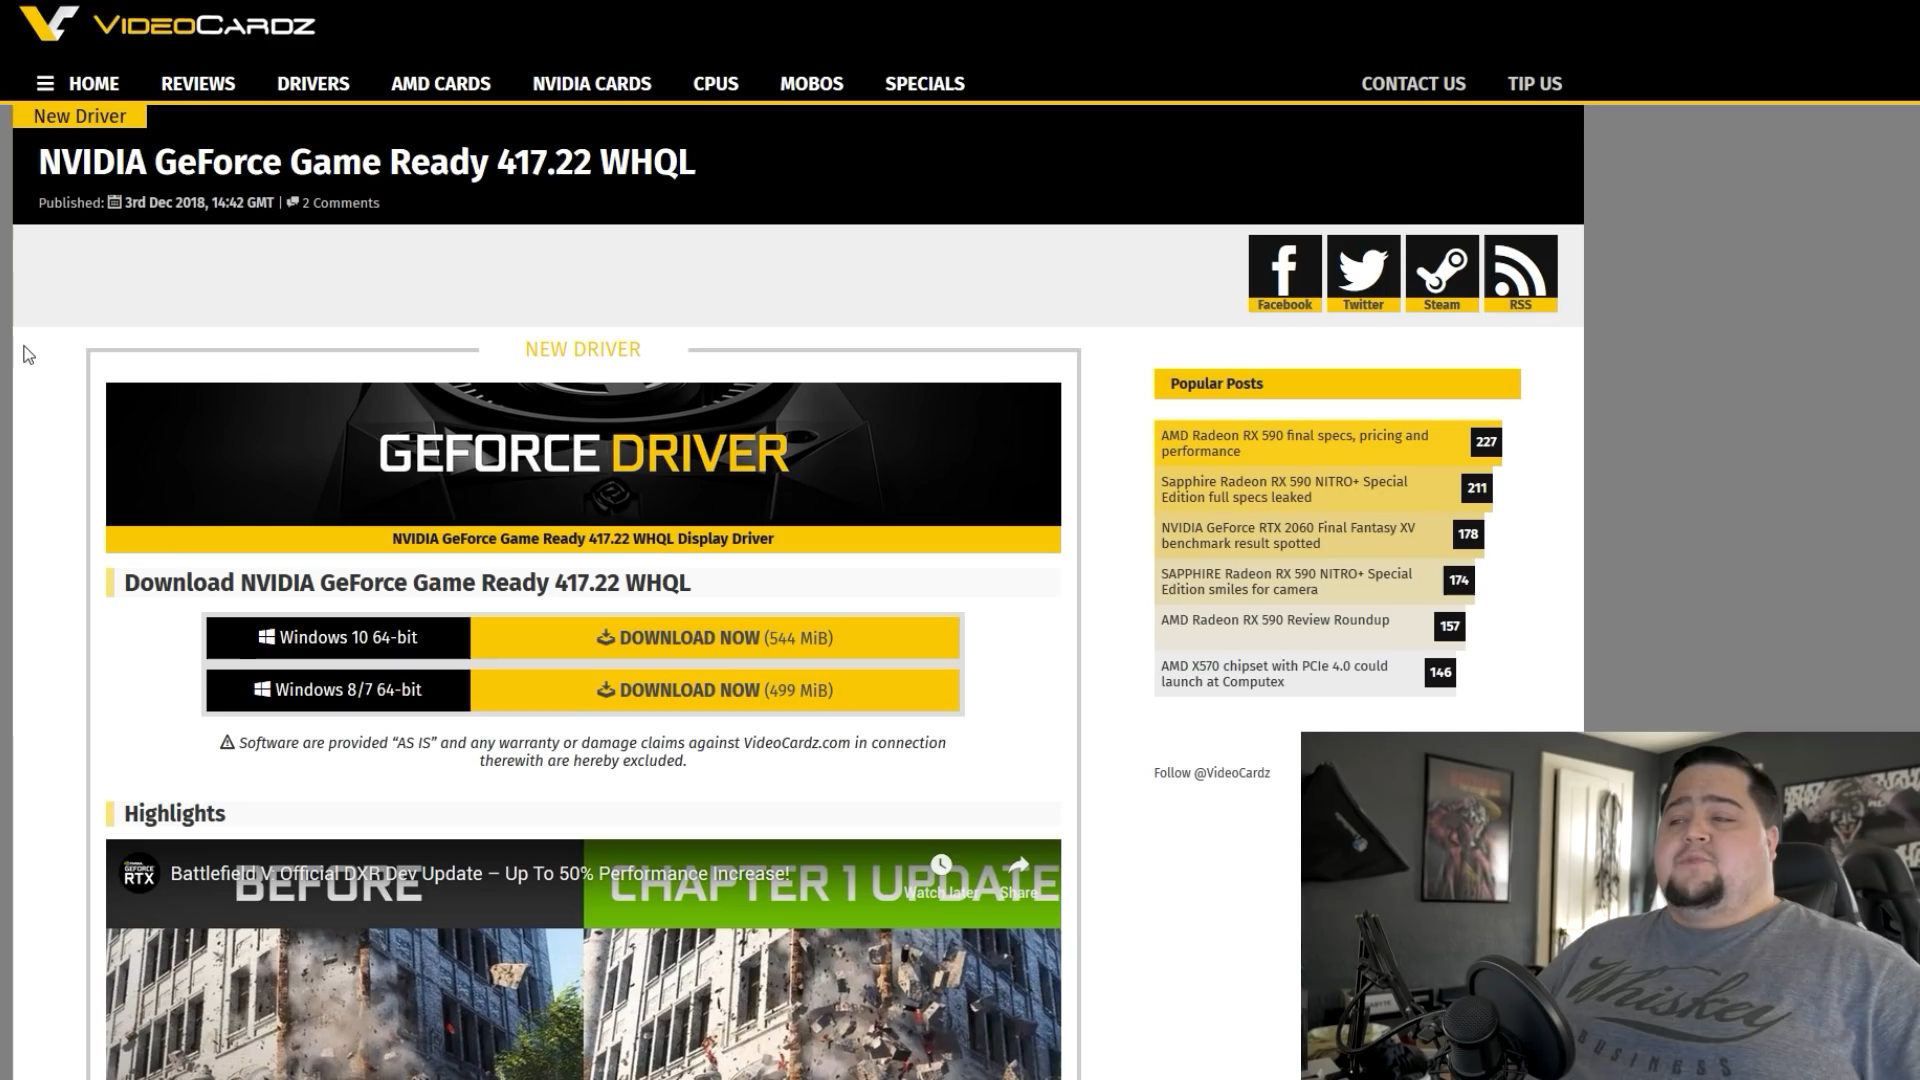 VIDEOCARDZ
HOME REVIEWS DRIVERS AMD CARDS NVIDIA CARDS CPUS MOBOS SPECIALS CONTACT US TIP US
New Driver
NVIDIA GeForce Game Ready 417.22 WHQL
Published: 3rd Dec 2018, 14:42 GMT | 2 Comments
Facebook Twitter Steam RSS
NEW DRIVER
GEFORCE DRIVER
NVIDIA GeForce Game Ready 417.22 WHQL Display Driver
Download NVIDIA GeForce Game Ready 417.22 WHQL
Windows 10 64-bit DOWNLOAD NOW (544 MiB)
Windows 8/7 64-bit DOWNLOAD NOW (499 MiB)
Software are provided “AS IS” and any warranty or damage claims against VideoCardz.com in connection
therewith are hereby excluded.
Highlights
GEFORCE
RTX
Battlefield V: Official DXR Dev Update – Up To 50% Performance Increase!
BEFORE CHAPTER 1 UPDATE
Watch later Share
Popular Posts
AMD Radeon RX 590 final specs, pricing and
performance
227
Sapphire Radeon RX 590 NITRO+ Special
Edition full specs leaked
211
NVIDIA GeForce RTX 2060 Final Fantasy XV
benchmark result spotted
178
SAPPHIRE Radeon RX 590 NITRO+ Special
Edition smiles for camera
174
AMD Radeon RX 590 Review Roundup
157
AMD X570 chipset with PCIe 4.0 could
launch at Computex
146
Follow @VideoCardz
Whiskey
BUSINESS